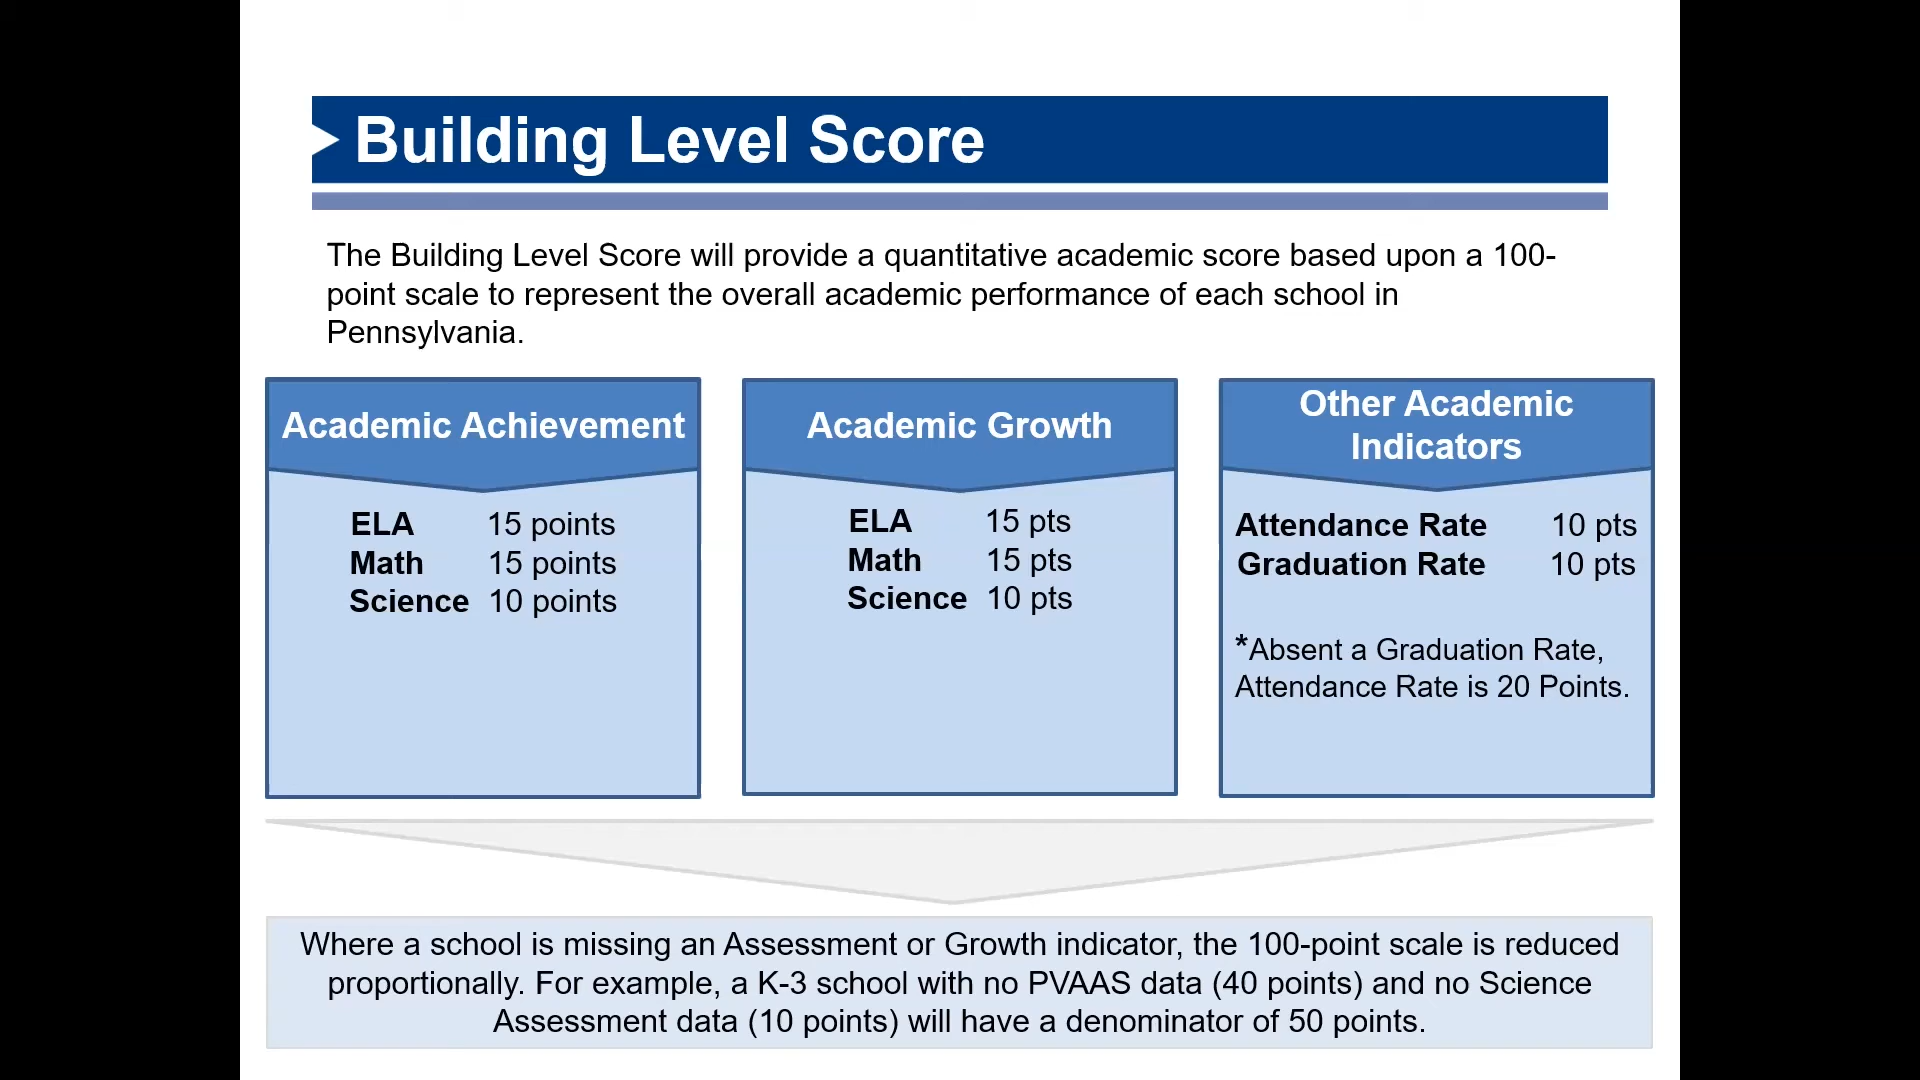 Building Level Score
The Building Level Score will provide a quantitative academic score based upon a 100-
point scale to represent the overall academic performance of each school in
Pennsylvania.
Academic Achievement
ELA 15 points
Math 15 points
Science 10 points
Academic Growth
ELA 15 pts
Math 15 pts
Science 10 pts
Other Academic
Indicators
Attendance Rate 10 pts
Graduation Rate 10 pts
*Absent a Graduation Rate,
Attendance Rate is 20 Points.
Where a school is missing an Assessment or Growth indicator, the 100-point scale is reduced
proportionally. For example, a K-3 school with no PVAAS data (40 points) and no Science
Assessment data (10 points) will have a denominator of 50 points.